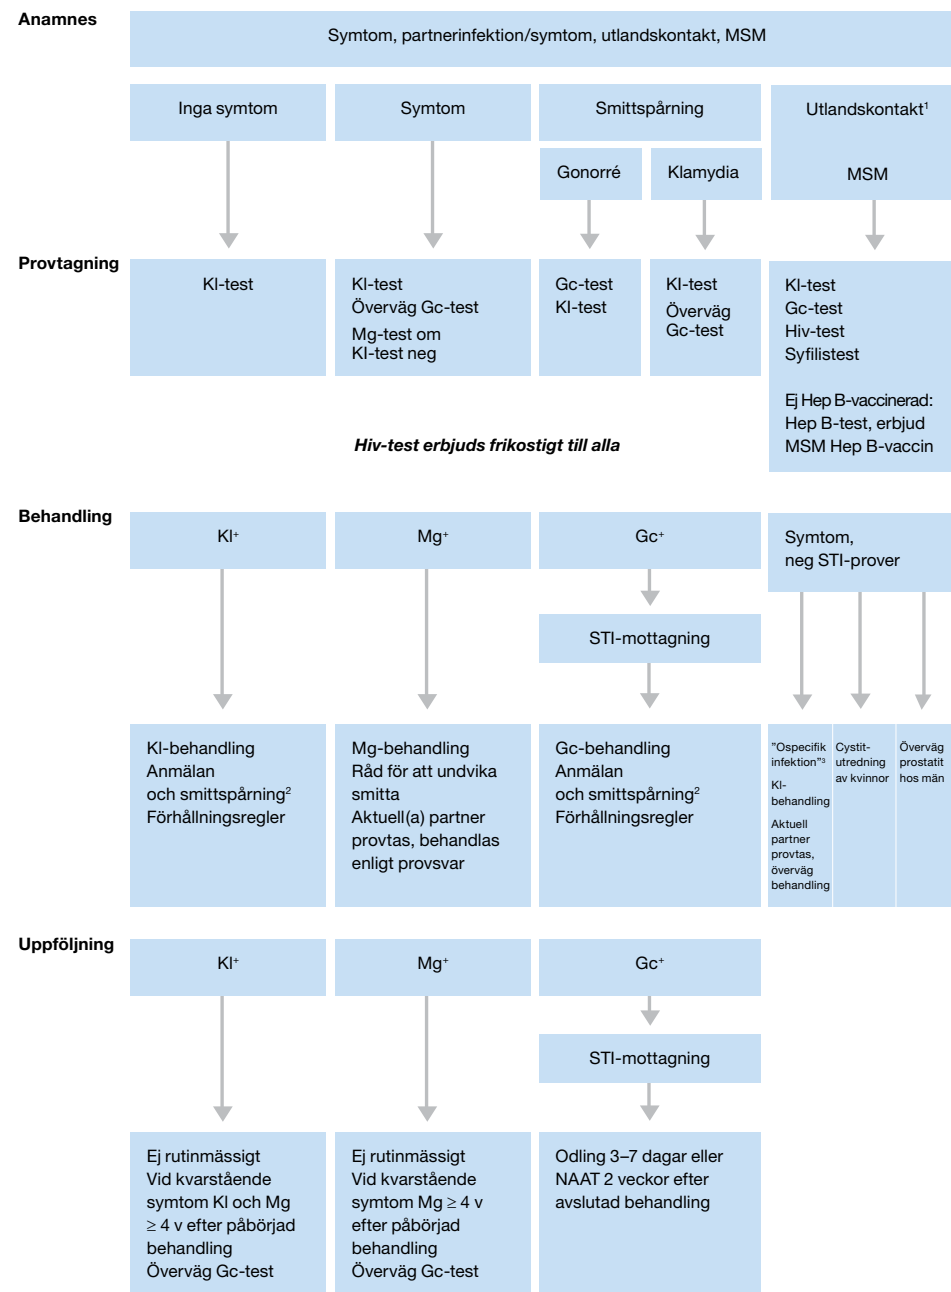 Anamnes
Symtom, partnerinfektion/symtom, utlandskontakt, MSM
Inga symtom
Symtom
Smittspårning
Gonorré
Klamydia
Utlandskontakt¹
MSM
Provtagning
Kl-test
Kl-test
Överväg Gc-test
Mg-test om
Kl-test neg
Gc-test
Kl-test
Kl-test
Överväg
Gc-test
Kl-test
Gc-test
Hiv-test
Syfilistest
Ej Hep B-vaccinerad:
Hep B-test, erbjud
MSM Hep B-vaccin
Hiv-test erbjuds frikostigt till alla
Behandling
Kl⁺
Mg⁺
Gc⁺
STI-mottagning
Symtom,
neg STI-prover
Kl-behandling
Anmälan
och smittspårning²
Förhållningsregler
Mg-behandling
Råd för att undvika
smitta
Aktuell(a) partner
provtas, behandlas
enligt provsvar
Gc-behandling
Anmälan
och smittspårning²
Förhållningsregler
”Ospecifik
infektion”³
Kl-
behandling
Aktuell
partner
provtas,
överväg
behandling
Cystit-
utredning
av kvinnor
Överväg
prostatit
hos män
Uppföljning
Kl⁺
Mg⁺
Gc⁺
STI-mottagning
Ej rutinmässigt
Vid kvarstående
symtom Kl och Mg
≥ 4 v efter påbörjad
behandling
Överväg Gc-test
Ej rutinmässigt
Vid kvarstående
symtom Mg ≥ 4 v
efter påbörjad
behandling
Överväg Gc-test
Odling 3–7 dagar eller
NAAT 2 veckor efter
avslutad behandling